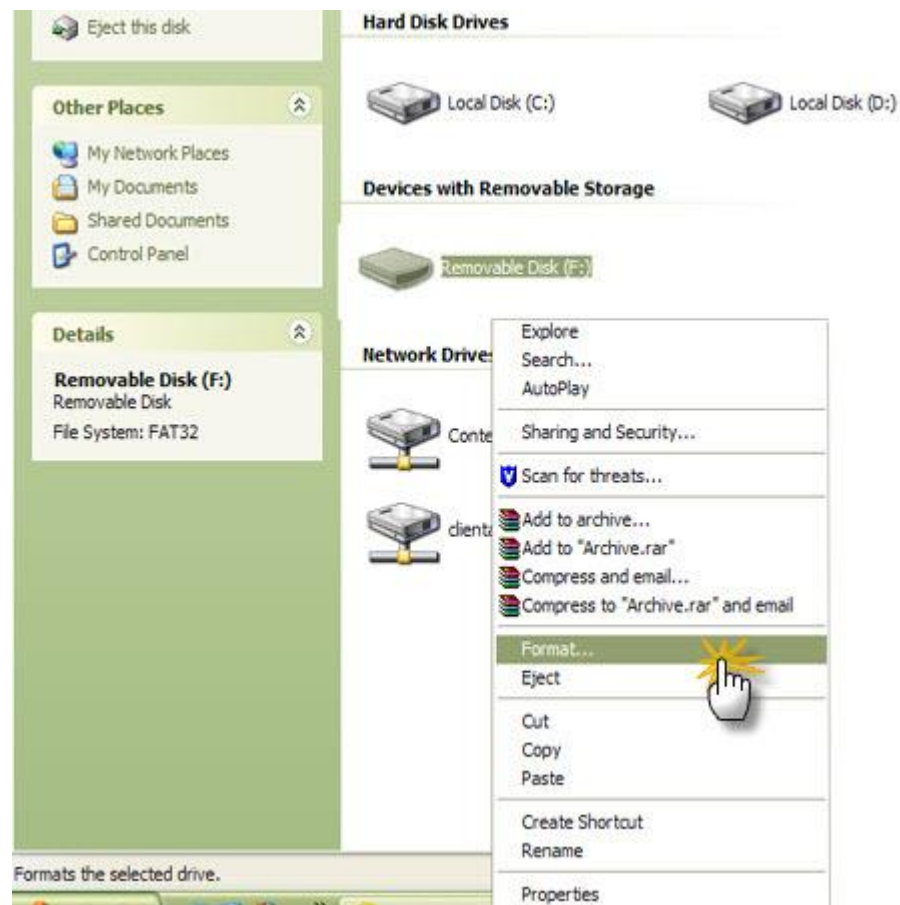 Eject this disk
Other Places
My Network Places
My Documents
Shared Documents
Control Panel
Details
Removable Disk (F:)
Removable Disk
File System: FAT32
Hard Disk Drives
Local Disk (C:)
Local Disk (D:)
Devices with Removable Storage
Removable Disk (F:)
Network Drives
Conte
clienta
Explore
Search...
AutoPlay
Sharing and Security...
Scan for threats...
Add to archive...
Add to "Archive.rar"
Compress and email...
Compress to "Archive.rar" and email
Format...
Eject
Cut
Copy
Paste
Create Shortcut
Rename
Properties
Formats the selected drive.